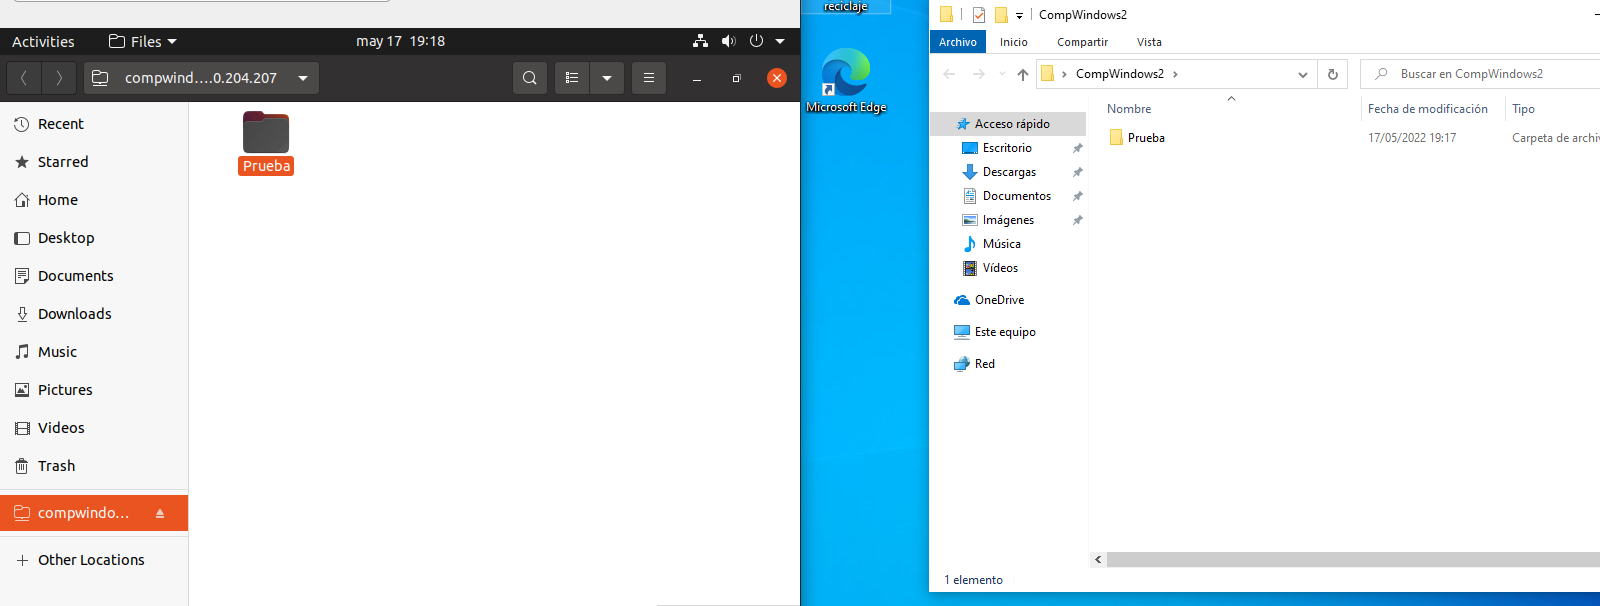 Activities
Files
may 17 19:18
compwind....0.204.207
Recent
Starred
Home
Desktop
Documents
Downloads
Music
Pictures
Videos
Trash
compwindo...
Other Locations
Prueba
reciclaje
Microsoft Edge
CompWindows2
Archivo
Inicio
Compartir
Vista
CompWindows2
Buscar en CompWindows2
Nombre
Fecha de modificación
Tipo
Acceso rápido
Escritorio
Descargas
Documentos
Imágenes
Música
Vídeos
OneDrive
Este equipo
Red
Prueba
17/05/2022 19:17
Carpeta de archi
1 elemento